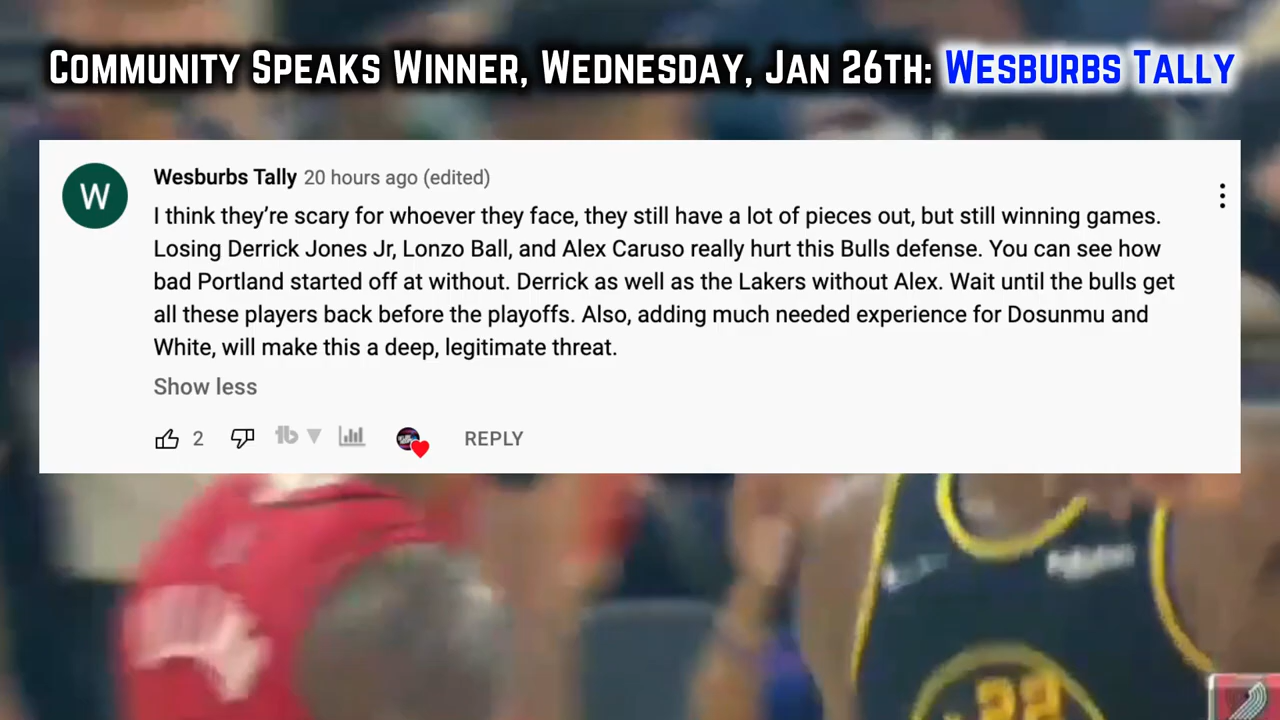 Community Speaks Winner, Wednesday, Jan 26th: Wesburbs Tally
W
Wesburbs Tally 20 hours ago (edited)
I think they’re scary for whoever they face, they still have a lot of pieces out, but still winning games.
Losing Derrick Jones Jr, Lonzo Ball, and Alex Caruso really hurt this Bulls defense. You can see how
bad Portland started off at without. Derrick as well as the Lakers without Alex. Wait until the bulls get
all these players back before the playoffs. Also, adding much needed experience for Dosunmu and
White, will make this a deep, legitimate threat.
Show less
2
REPLY
22